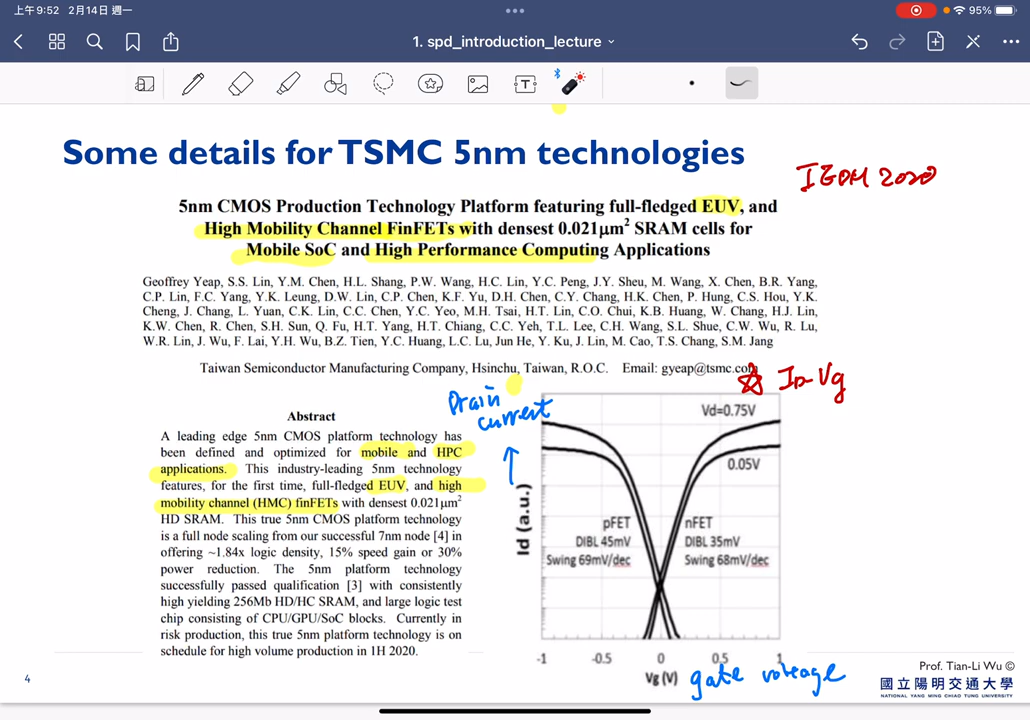 上午9:52 2月14日 週一
95%
1. spd_introduction_lecture
Some details for TSMC 5nm technologies
IEDM 2020
5nm CMOS Production Technology Platform featuring full-fledged EUV, and
High Mobility Channel FinFETs with densest 0.021μm² SRAM cells for
Mobile SoC and High Performance Computing Applications
Geoffrey Yeap, S.S. Lin, Y.M. Chen, H.L. Shang, P.W. Wang, H.C. Lin, Y.C. Peng, J.Y. Sheu, M. Wang, X. Chen, B.R. Yang,
C.P. Lin, F.C. Yang, Y.K. Leung, D.W. Lin, C.P. Chen, K.F. Yu, D.H. Chen, C.Y. Chang, H.K. Chen, P. Hung, C.S. Hou, Y.K.
Cheng, J. Chang, L. Yuan, C.K. Lin, C.C. Chen, Y.C. Yeo, M.H. Tsai, H.T. Lin, C.O. Chui, K.B. Huang, W. Chang, H.J. Lin,
K.W. Chen, R. Chen, S.H. Sun, Q. Fu, H.T. Yang, H.T. Chiang, C.C. Yeh, T.L. Lee, C.H. Wang, S.L. Shue, C.W. Wu, R. Lu,
W.R. Lin, J. Wu, F. Lai, Y.H. Wu, B.Z. Tien, Y.C. Huang, L.C. Lu, Jun He, Y. Ku, J. Lin, M. Cao, T.S. Chang, S.M. Jang
Taiwan Semiconductor Manufacturing Company, Hsinchu, Taiwan, R.O.C. Email: gyeap@tsmc.com
ID-Vg
Drain
current
Abstract
A leading edge 5nm CMOS platform technology has
been defined and optimized for mobile and HPC
applications. This industry-leading 5nm technology
features, for the first time, full-fledged EUV, and high
mobility channel (HMC) finFETs with densest 0.021μm²
HD SRAM. This true 5nm CMOS platform technology
is a full node scaling from our successful 7nm node [4] in
offering ~1.84x logic density, 15% speed gain or 30%
power reduction. The 5nm platform technology
successfully passed qualification [3] with consistently
high yielding 256Mb HD/HC SRAM, and large logic test
chip consisting of CPU/GPU/SoC blocks. Currently in
risk production, this true 5nm platform technology is on
schedule for high volume production in 1H 2020.
Vd=0.75V
0.05V
Id (a.u.)
pFET
DIBL 45mV
Swing 69mV/dec
nFET
DIBL 35mV
Swing 68mV/dec
-1 -0.5 0 0.5 1
Vg (V)
gate voltage
4
Prof. Tian-Li Wu ©
國立陽明交通大學
NATIONAL YANG MING CHIAO TUNG UNIVERSITY